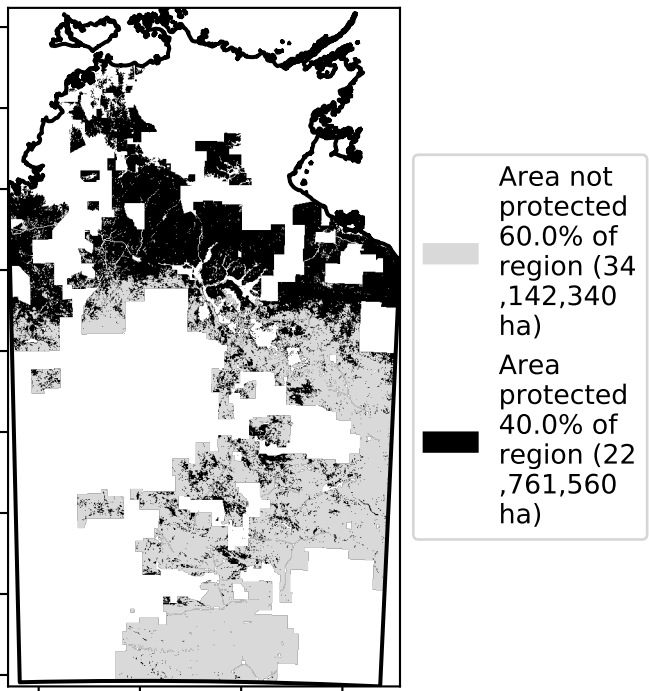 Area not
protected
60.0% of
region (34
,142,340
ha)
Area
protected
40.0% of
region (22
,761,560
ha)